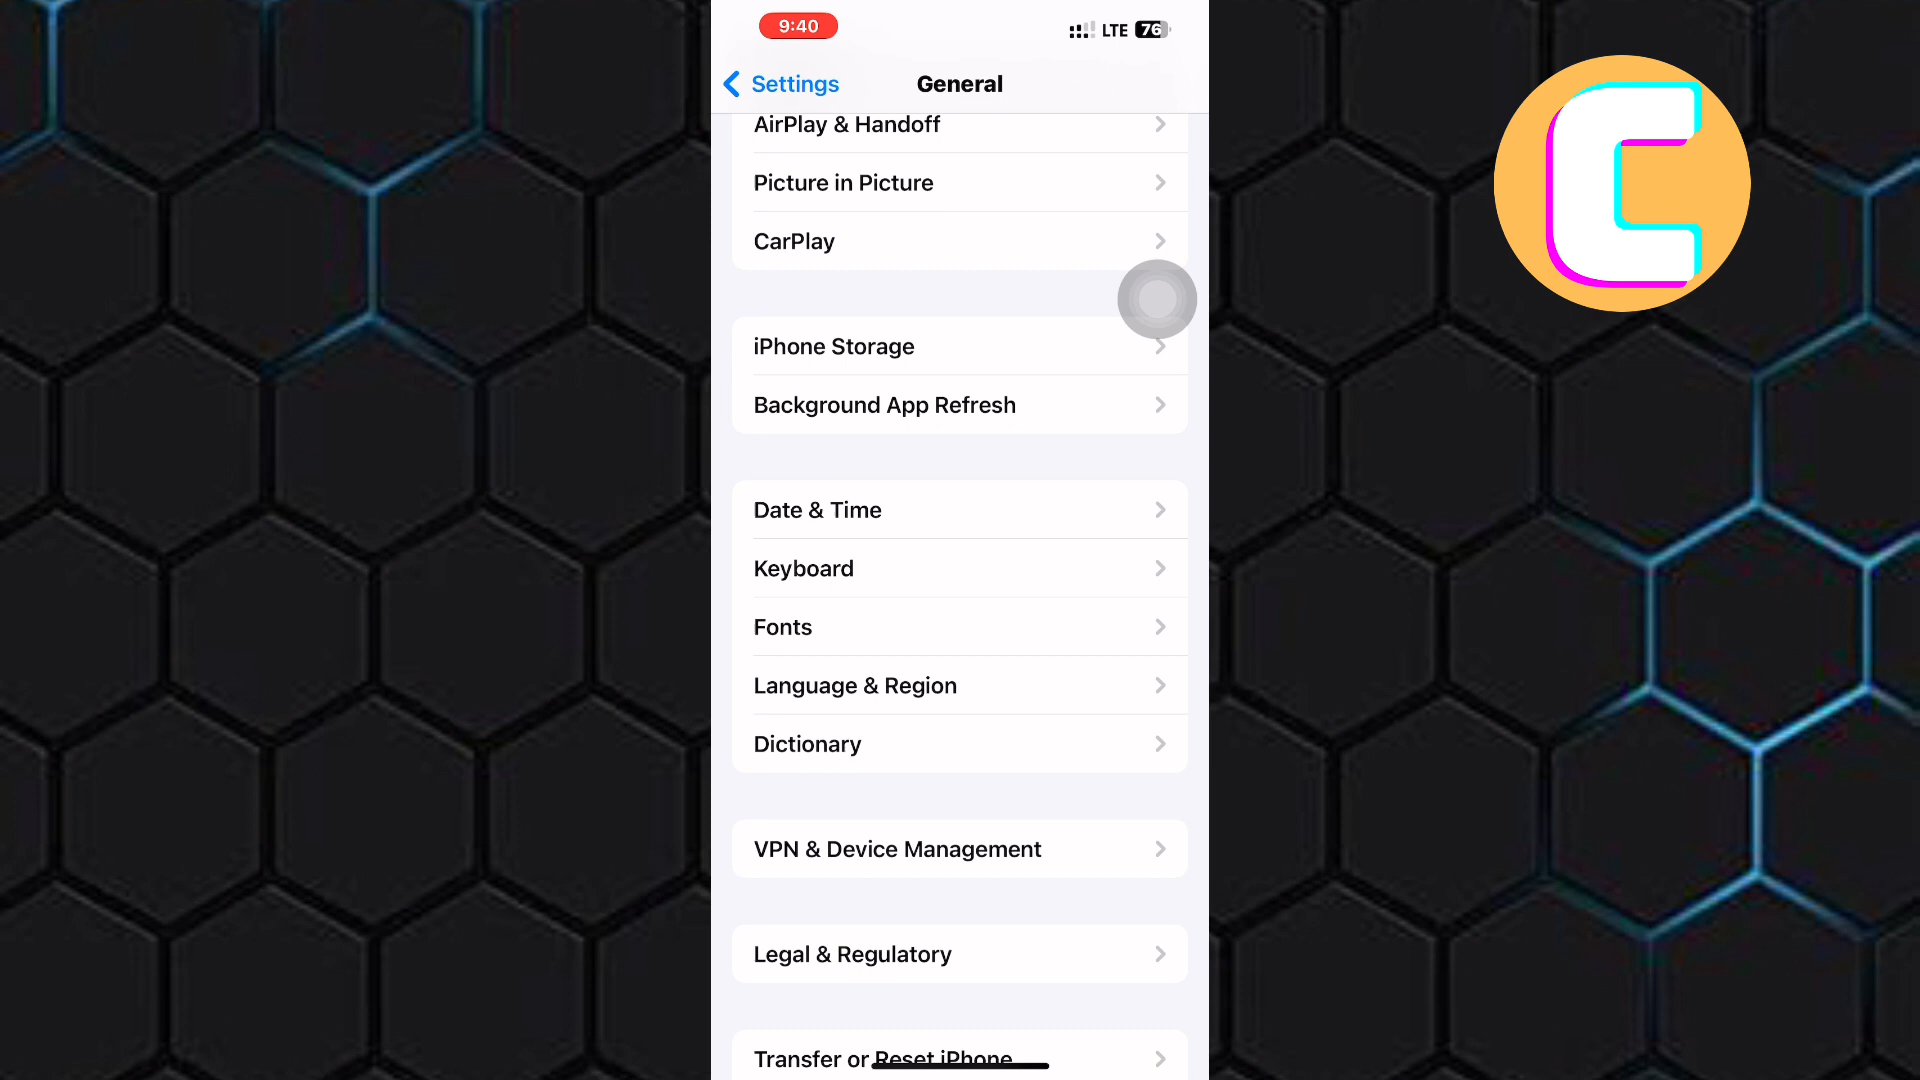 9:40
LTE 76
Settings
General
AirPlay & Handoff
Picture in Picture
CarPlay
iPhone Storage
Background App Refresh
Date & Time
Keyboard
Fonts
Language & Region
Dictionary
VPN & Device Management
Legal & Regulatory
Transfer or Reset iPhone
C